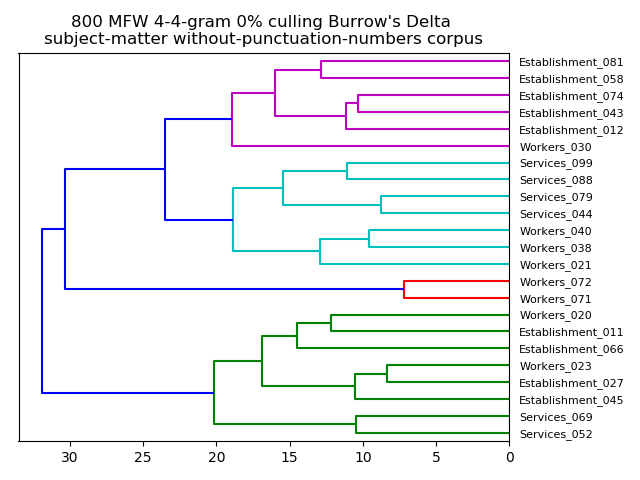 800 MFW 4-4-gram 0% culling Burrow's Delta
subject-matter without-punctuation-numbers corpus
Establishment_081
Establishment_058
Establishment_074
Establishment_043
Establishment_012
Workers_030
Services_099
Services_088
Services_079
Services_044
Workers_040
Workers_038
Workers_021
Workers_072
Workers_071
Workers_020
Establishment_011
Establishment_066
Workers_023
Establishment_027
Establishment_045
Services_069
Services_052
30 25 20 15 10 5 0